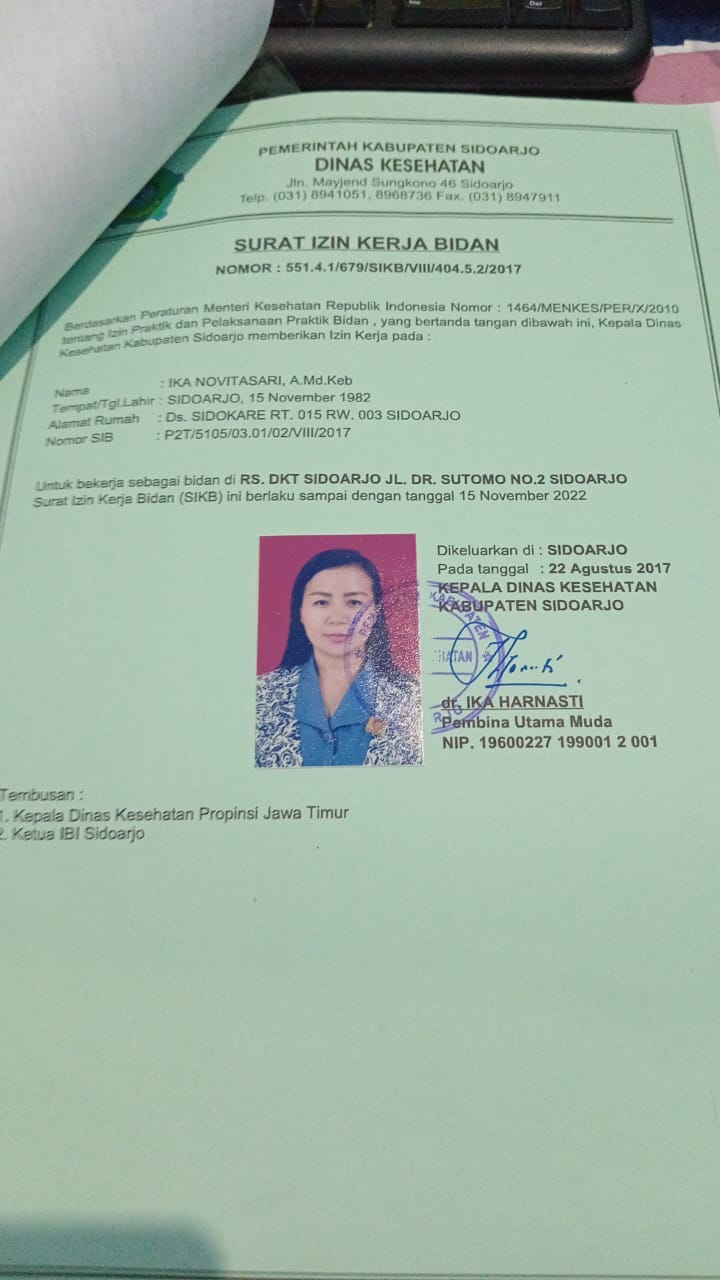 PEMERINTAH KABUPATEN SIDOARJO
DINAS KESEHATAN
Jln. Mayjend Sungkono 46 Sidoarjo
Telp. (031) 8941051, 8968736 Fax. (031) 8947911
SURAT IZIN KERJA BIDAN
NOMOR : 551.4.1/679/SIKB/VIII/404.5.2/2017
Berdasarkan Peraturan Menteri Kesehatan Republik Indonesia Nomor : 1464/MENKES/PER/X/2010
tentang Izin Praktik dan Pelaksanaan Praktik Bidan , yang bertanda tangan dibawah ini, Kepala Dinas
Kesehatan Kabupaten Sidoarjo memberikan Izin Kerja pada :
Nama : IKA NOVITASARI, A.Md.Keb
Tempat/Tgl.Lahir : SIDOARJO, 15 November 1982
Alamat Rumah : Ds. SIDOKARE RT. 015 RW. 003 SIDOARJO
Nomor SIB : P2T/5105/03.01/02/VIII/2017
Untuk bekerja sebagai bidan di RS. DKT SIDOARJO JL. DR. SUTOMO NO.2 SIDOARJO
Surat Izin Kerja Bidan (SIKB) ini berlaku sampai dengan tanggal 15 November 2022
Dikeluarkan di : SIDOARJO
Pada tanggal : 22 Agustus 2017
KEPALA DINAS KESEHATAN
KABUPATEN SIDOARJO
dr. IKA HARNASTI
Pembina Utama Muda
NIP. 19600227 199001 2 001
Tembusan :
1. Kepala Dinas Kesehatan Propinsi Jawa Timur
2. Ketua IBI Sidoarjo